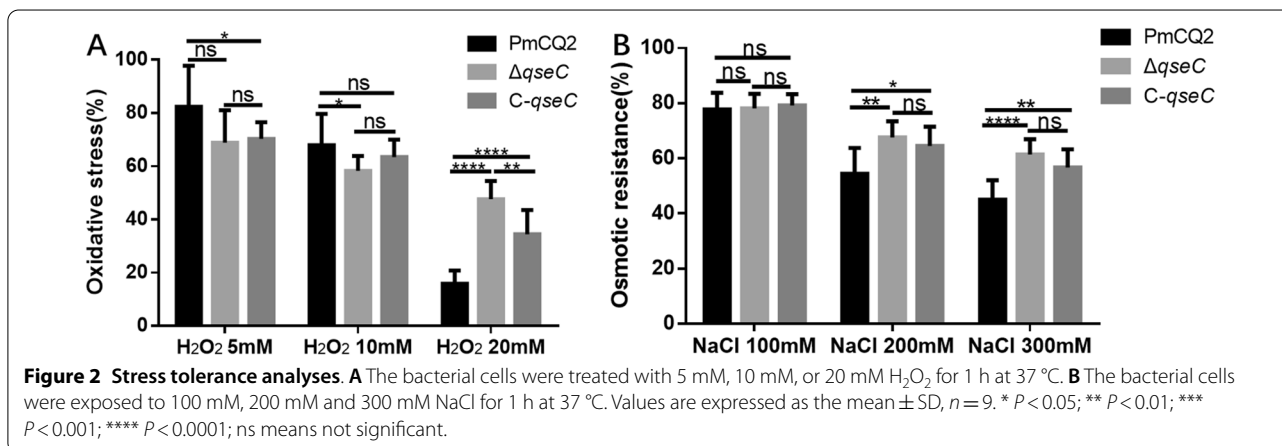 A
Oxidative stress(%)
100
80
60
40
20
0
*
ns
ns
ns
*
ns
****
****
**
H2O2 5mM
H2O2 10mM
H2O2 20mM
PmCQ2
ΔqseC
C-qseC
B
Osmotic resistance(%)
100
80
60
40
20
0
ns
ns
ns
*
**
ns
**
****
ns
NaCl 100mM
NaCl 200mM
NaCl 300mM
PmCQ2
ΔqseC
C-qseC
Figure 2 Stress tolerance analyses. A The bacterial cells were treated with 5 mM, 10 mM, or 20 mM H2O2 for 1 h at 37 °C. B The bacterial cells
were exposed to 100 mM, 200 mM and 300 mM NaCl for 1 h at 37 °C. Values are expressed as the mean ± SD, n = 9. * P < 0.05; ** P < 0.01; ***
P < 0.001; **** P < 0.0001; ns means not significant.